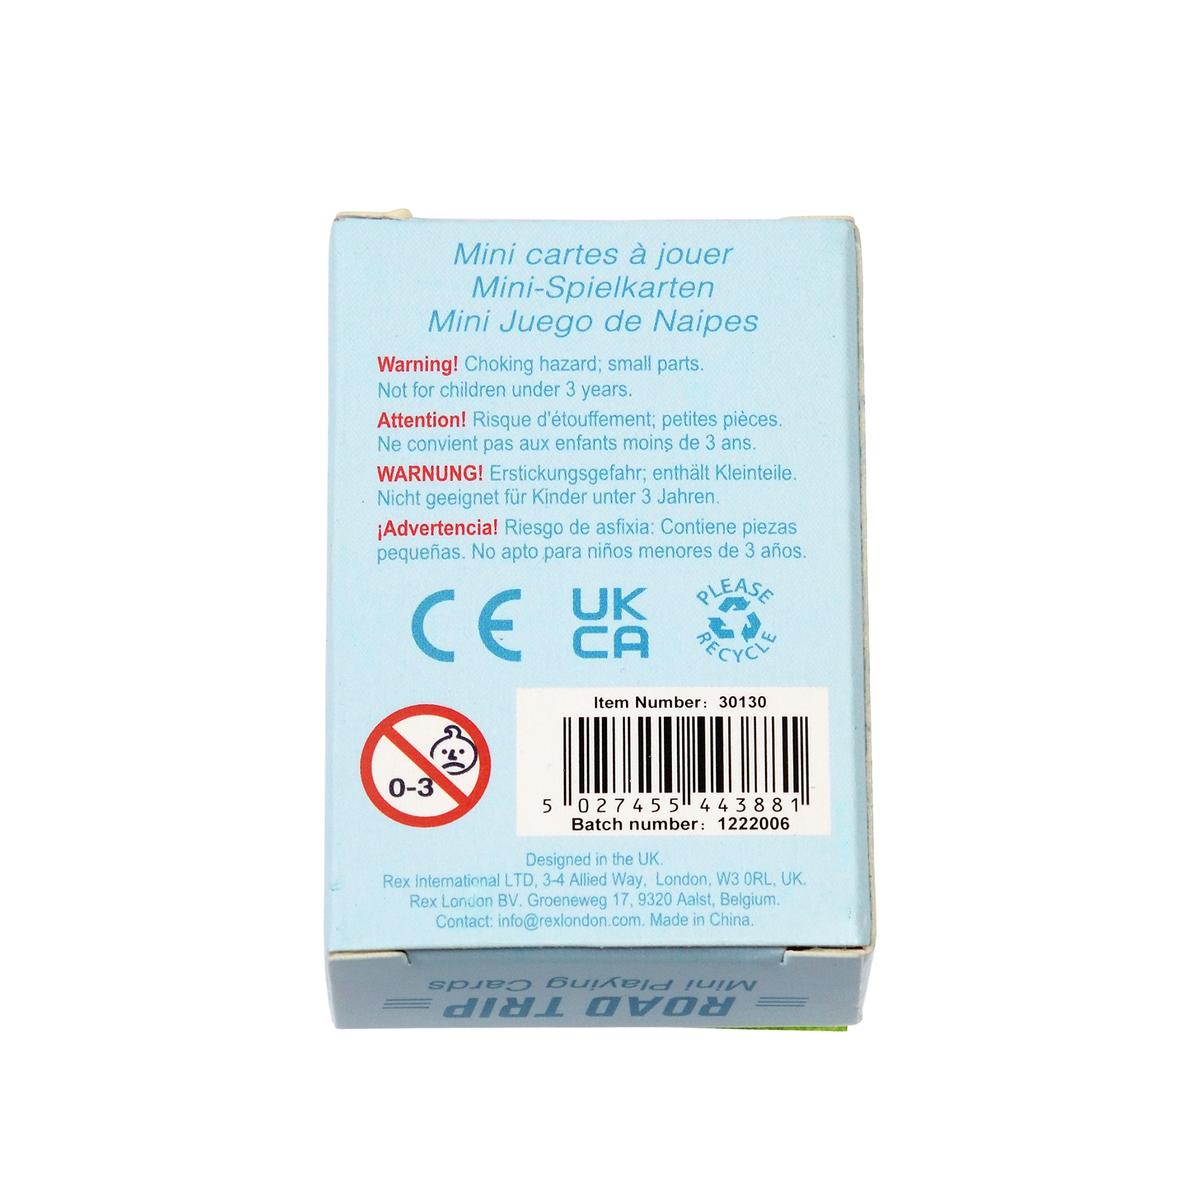 Mini cartes à jouer
Mini-Spielkarten
Mini Juego de Naipes
Warning! Choking hazard; small parts.
Not for children under 3 years.
Attention! Risque d'étouffement; petites pièces.
Ne convient pas aux enfants moins de 3 ans.
WARNUNG! Erstickungsgefahr; enthält Kleinteile.
Nicht geeignet für Kinder unter 3 Jahren.
¡Advertencia! Riesgo de asfixia: Contiene piezas
pequeñas. No apto para niños menores de 3 años.
CE
UK
CA
PLEASE
RECYCLE
0-3
Item Number: 30130
5 027455 443881
Batch number: 1222006
Designed in the UK.
Rex International LTD, 3-4 Allied Way, London, W3 0RL, UK.
Rex London BV. Groeneweg 17, 9320 Aalst, Belgium.
Contact: info@rexlondon.com. Made in China.
ROAD TRIP
Mini Playing Cards